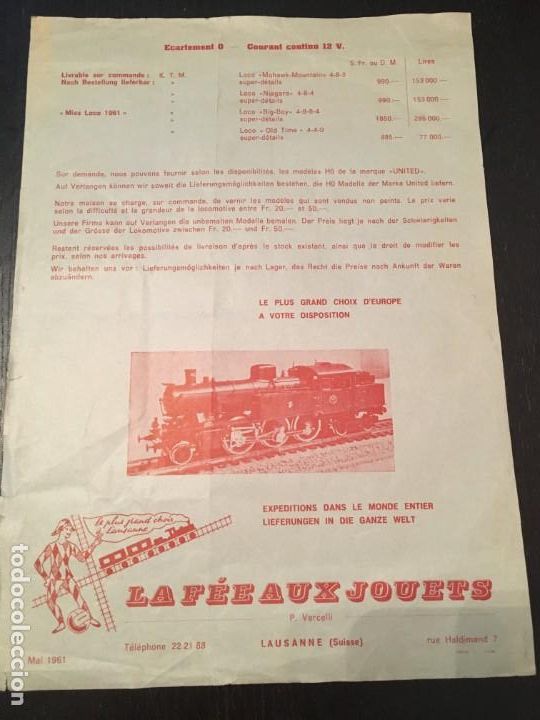 Ecartement 0 — Courant continu 12 V.
S. Fr. ou D. M. Lires
Livrable sur commande : K. T. M. Loco «Mohawk-Mountain» 4-8-2 990.— 153 000 —
Nach Bestellung lieferbar : » super-détails
» Loco «Niagara» 4-8-4 990.— 153 000 —
super-détails
« Miss Loco 1961 » » Loco «Big-Boy» 4-8-8-4 1850.—
super-détails
» Loco « Old Time » 4-4-0 77 000.—
super-détails
Sur demande, nous pouvons fournir selon les disponibilités, les modèles H0 de la marque «UNITED».
Auf Verlangen können wir soweit die Lieferungsmöglichkeiten bestehen, die H0 Modelle der Marke United liefern.
Notre maison se charge, sur commande, de vernir les modèles qui sont vendus non peints. Le prix varie
selon la difficulté et la grandeur de la locomotive entre Fr. 20.— et 50.—.
Unsere Firma kann auf Verlangen die unbemalten Modelle bemalen. Der Preis liegt je nach der Schwierigkeiten
und der Grösse der Lokomotive zwischen Fr. 20.— und Fr. 50.—.
Restent réservées les possibilités de livraison d'après le stock existant, ainsi que le droit de modifier les
prix, selon nos arrivages.
Wir behalten uns vor : Lieferungemöglichkeiten je nach Lager, das Recht die Preise nach Ankunft der Waren
abzuändern.
LE PLUS GRAND CHOIX D'EUROPE
A VOTRE DISPOSITION
EXPEDITIONS DANS LE MONDE ENTIER
LIEFERUNGEN IN DIE GANZE WELT
le plus grand choix
Lausanne
LA FÉE AUX JOUETS
P. Vercelli
Téléphone 22 21 68 LAUSANNE (Suisse) rue Haldimand 7
Mai 1961
todocoleccion.net